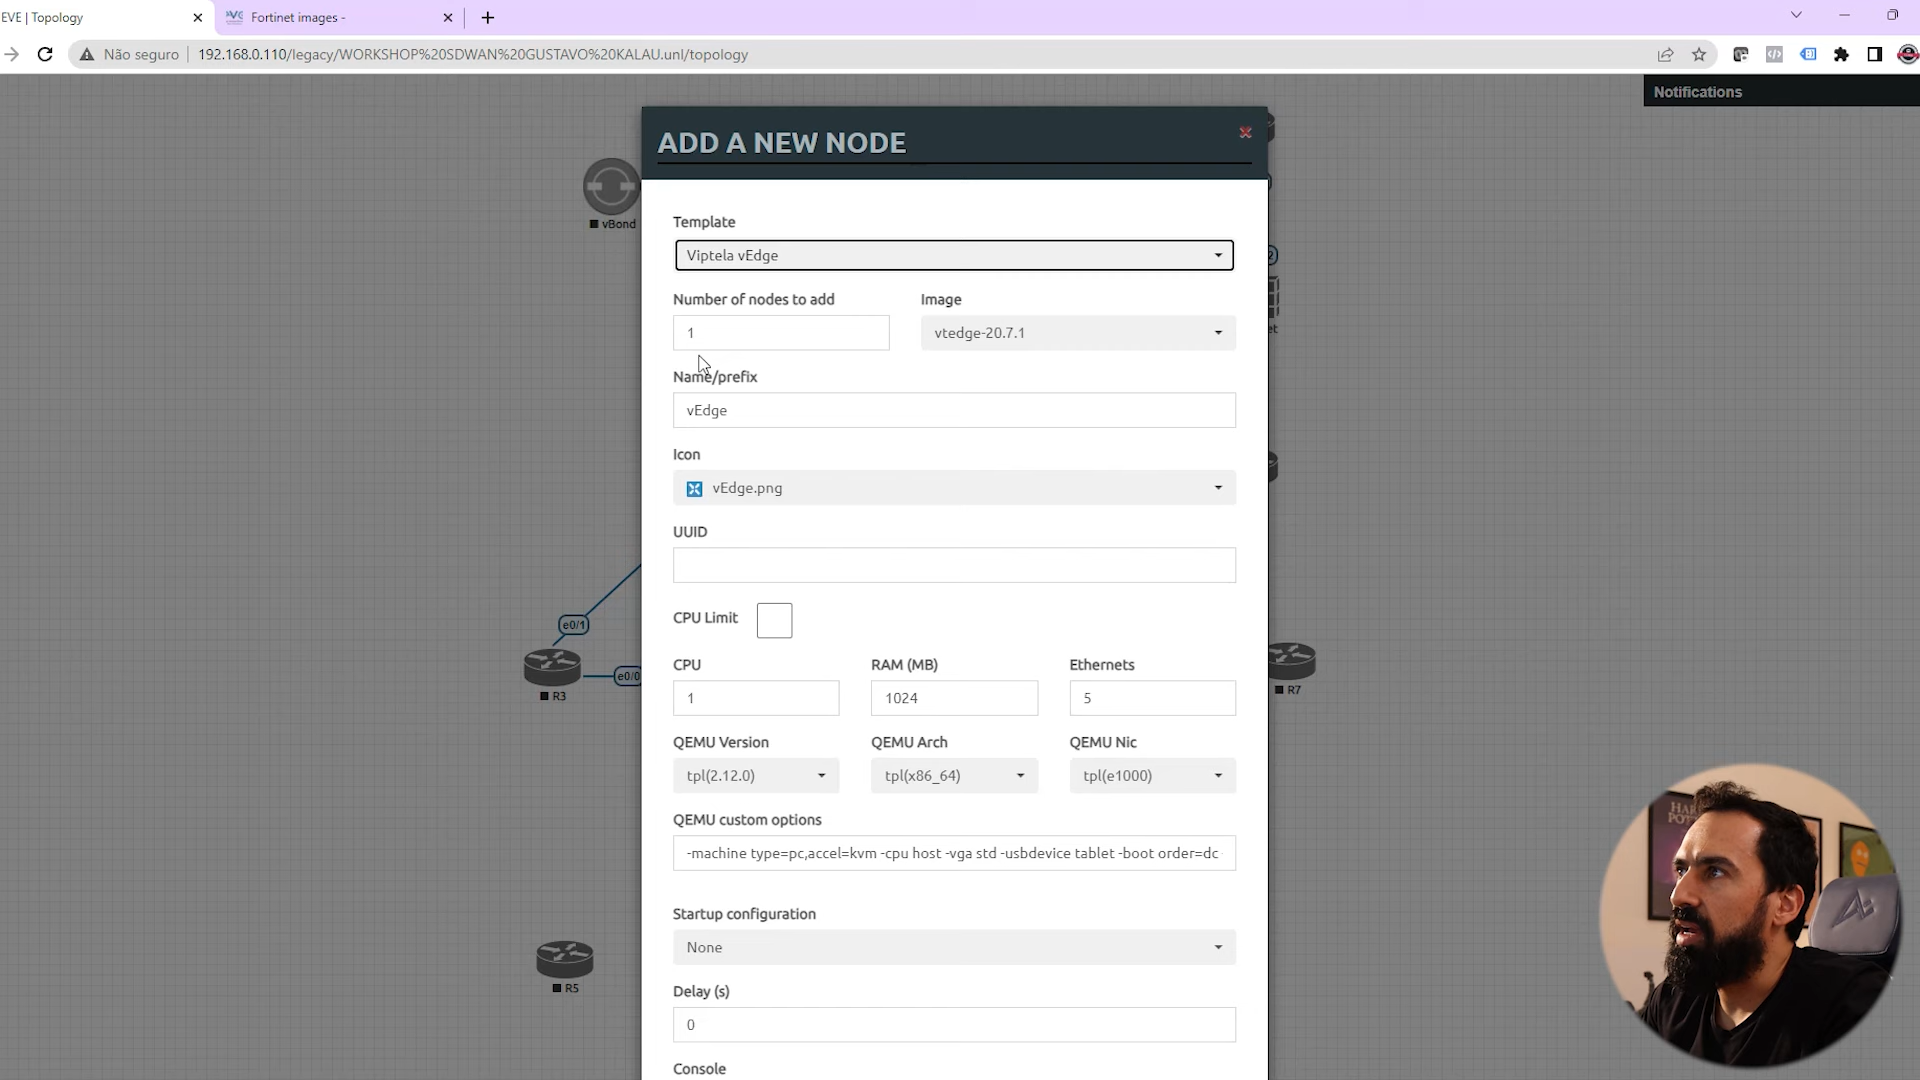 EVE | Topology
Fortinet images -
Não seguro
192.168.0.110/legacy/WORKSHOP%20SDWAN%20GUSTAVO%20KALAU.unl/topology
Notifications
ADD A NEW NODE
vBond
Template
Viptela vEdge
Number of nodes to add
Image
1
vtedge-20.7.1
et
Name/prefix
vEdge
Icon
vEdge.png
UUID
e0/1
CPU Limit
CPU
RAM (MB)
Ethernets
e0/0
R3
1
1024
5
R7
QEMU Version
QEMU Arch
QEMU Nic
tpl(2.12.0)
tpl(x86_64)
tpl(e1000)
QEMU custom options
-machine type=pc,accel=kvm -cpu host -vga std -usbdevice tablet -boot order=dc
Startup configuration
None
R5
Delay (s)
0
Console